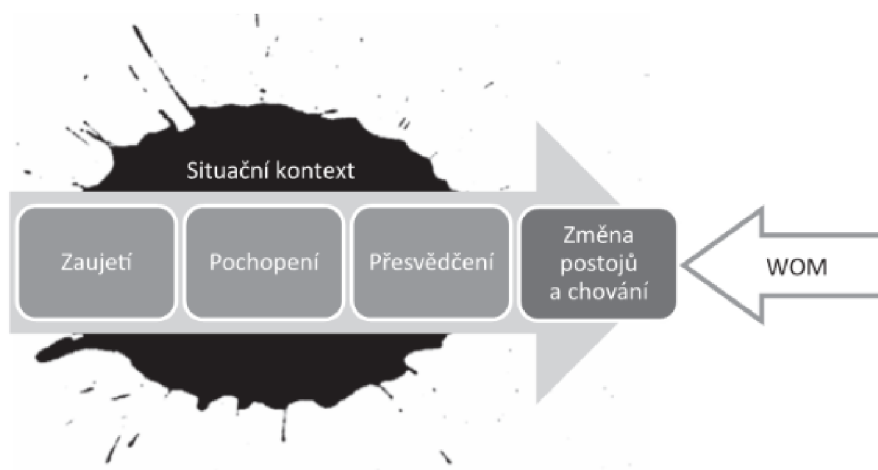 Situační kontext
Zaujetí
Pochopení
Přesvědčení
Změna
postojů
a chování
WOM